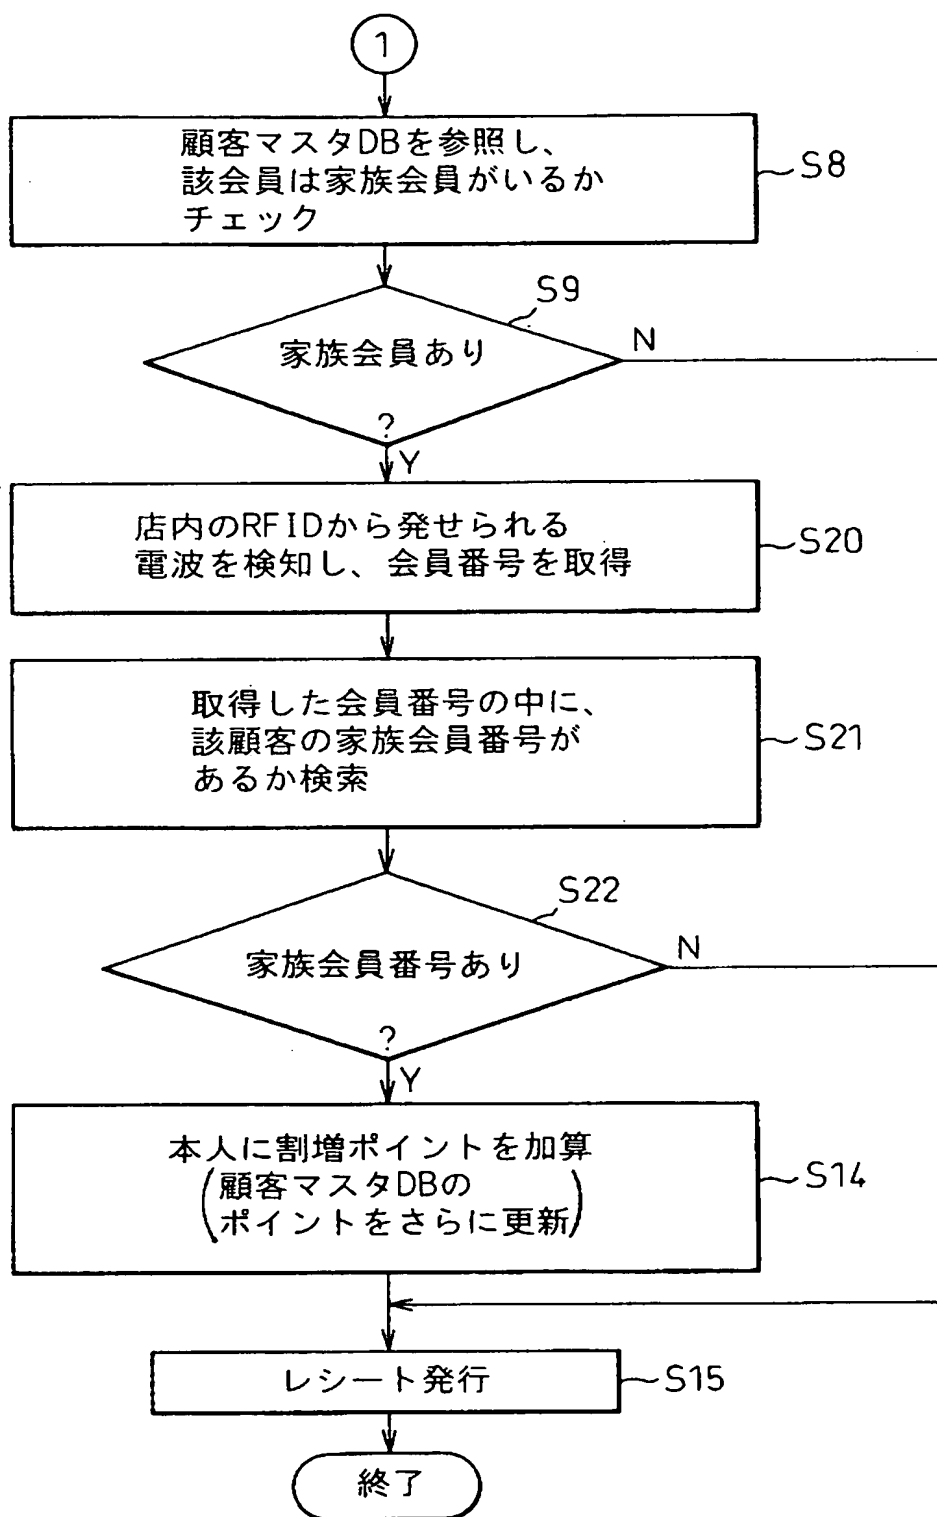 1
顧客マスタDBを参照し、
該会員は家族会員がいるか
チェック
S8
S9
家族会員あり
?
N
Y
店内のRFIDから発せられる
電波を検知し、会員番号を取得
S20
取得した会員番号の中に、
該顧客の家族会員番号が
あるか検索
S21
S22
家族会員番号あり
?
N
Y
本人に割増ポイントを加算
(顧客マスタDBの
ポイントをさらに更新)
S14
レシート発行
S15
終了